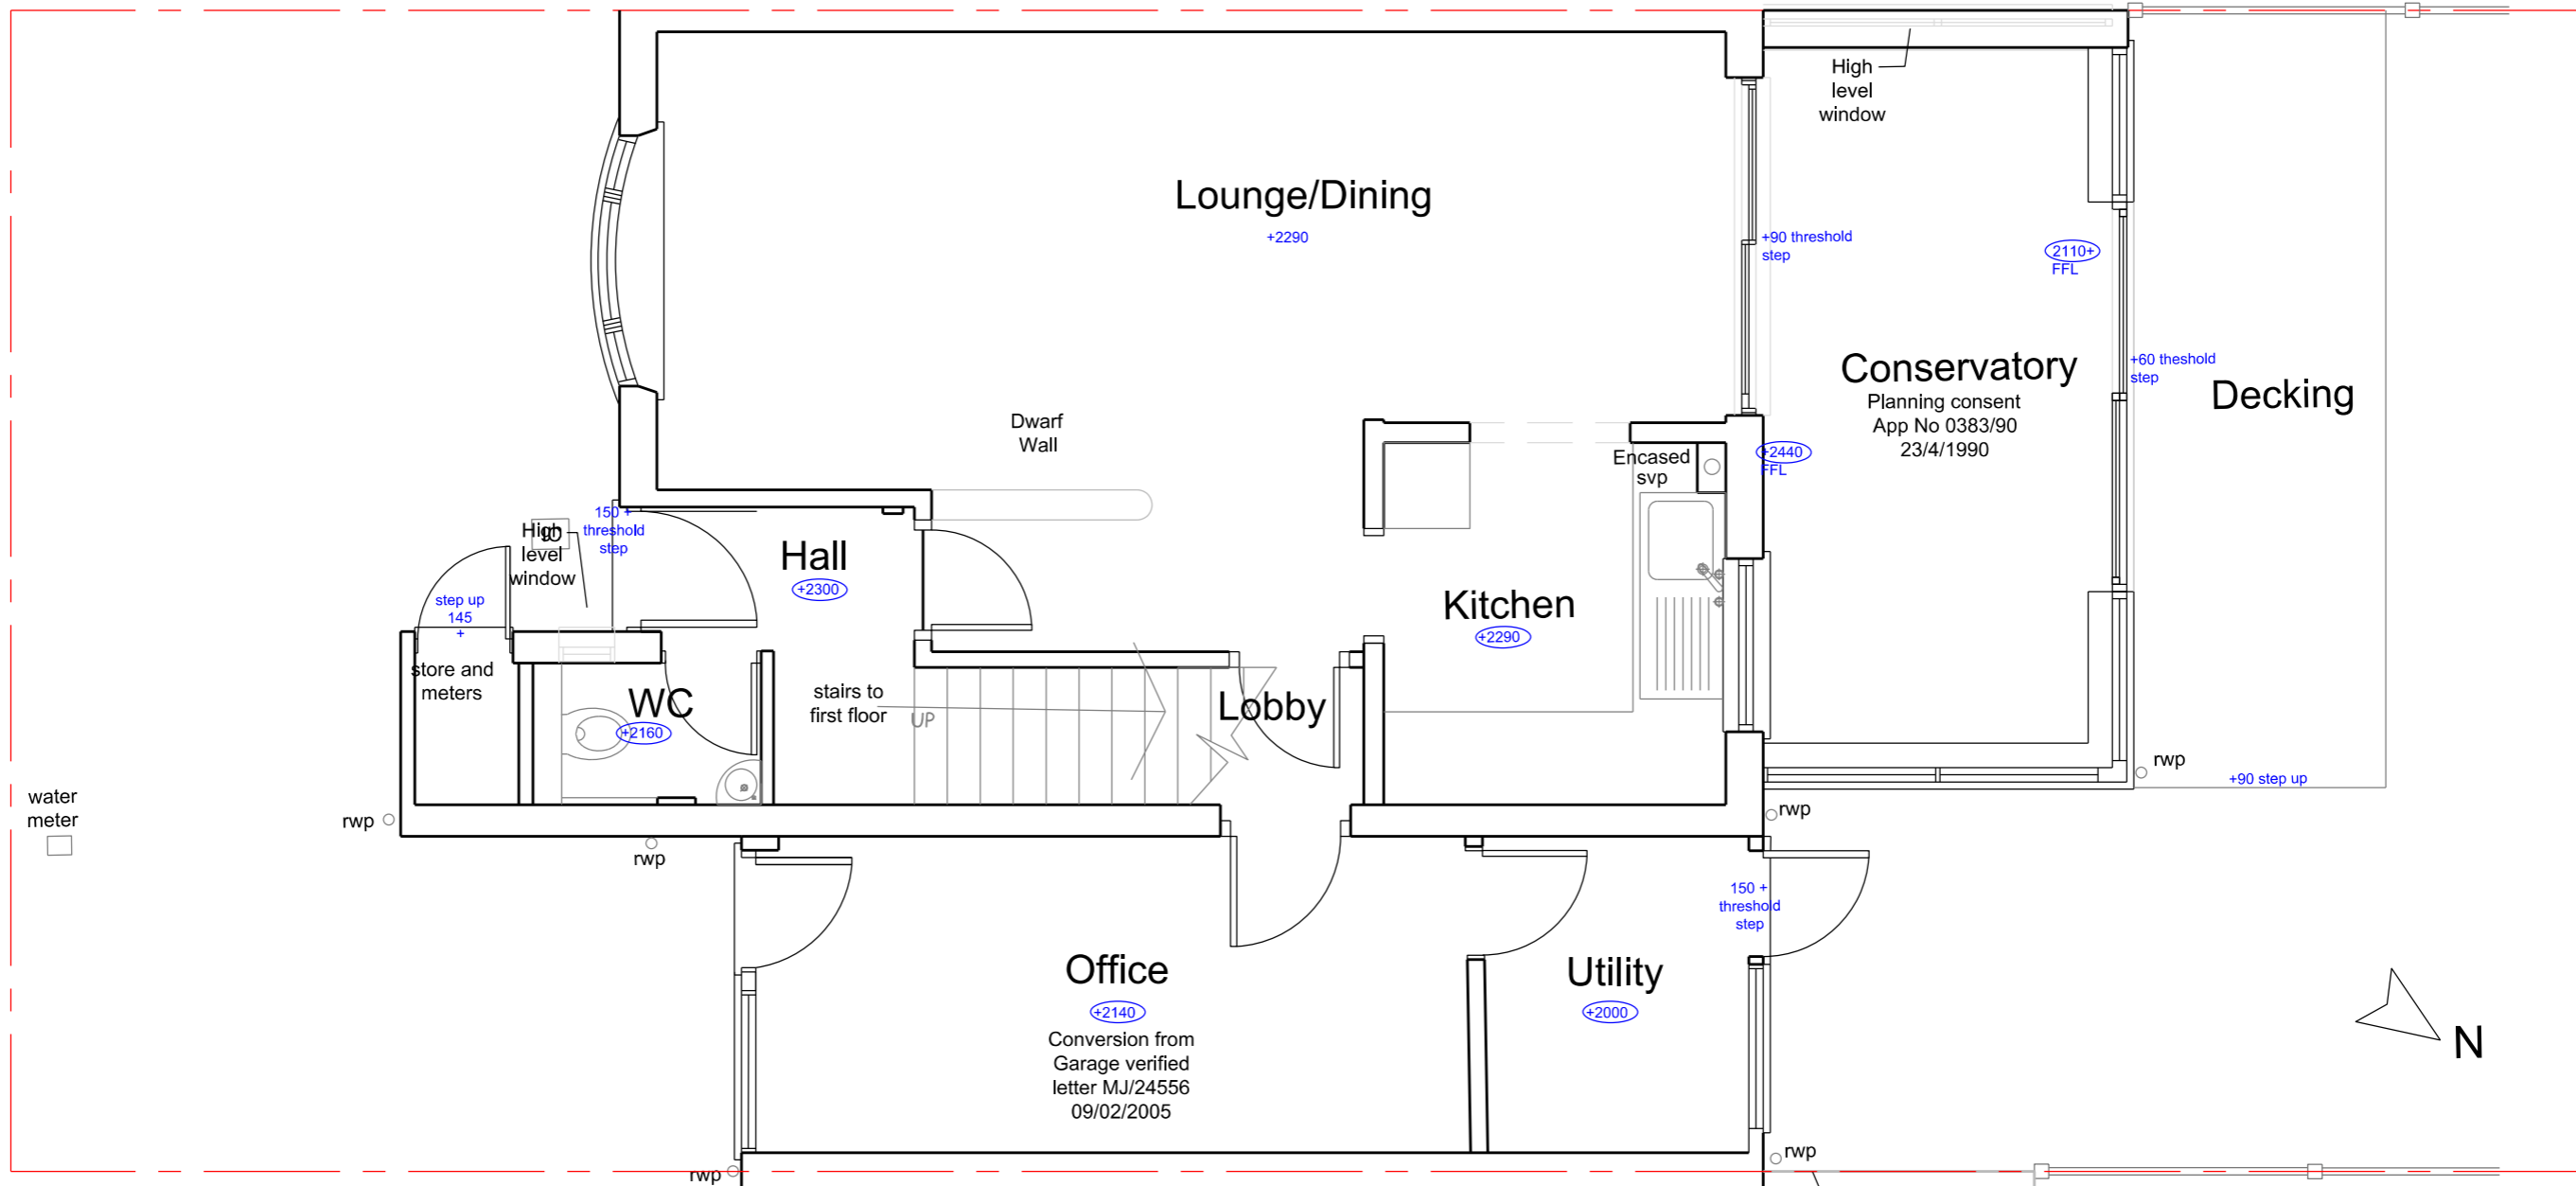 High
level
window
Lounge/Dining
+2290
+90 threshold
step
2110+
FFL
Conservatory
Planning consent
App No 0383/90
23/4/1990
+60 theshold
step
Decking
Dwarf
Wall
Encased
svp
+2440
FFL
150 +
threshold
step
High
level
window
Hall
+2300
step up
145
+
Kitchen
+2290
store and
meters
WC
+2160
stairs to
first floor
UP
Lobby
rwp
+90 step up
water
meter
rwp
rwp
rwp
150 +
threshold
step
Office
+2140
Conversion from
Garage verified
letter MJ/24556
09/02/2005
Utility
+2000
N
rwp
rwp